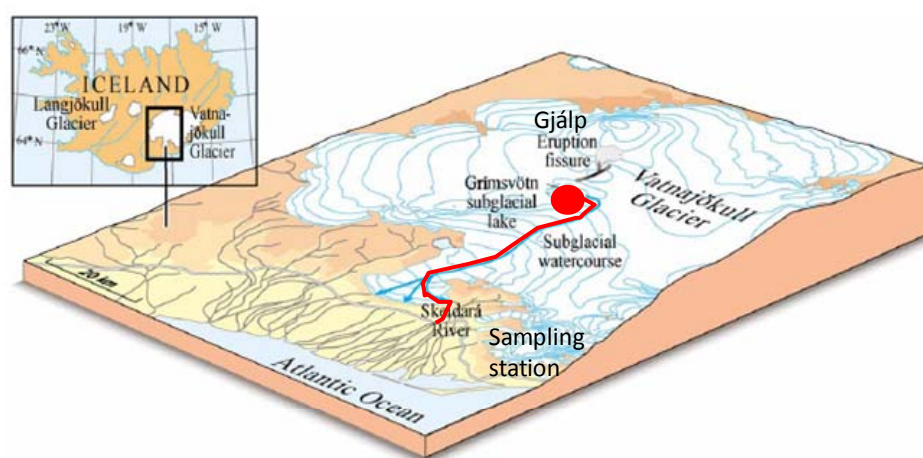 23° W
19° W
15° W
66° N
ICELAND
Langjökull
Glacier
Vatna-
jökull
Glacier
64° N
Gjálp
Eruption
fissure
Grímsvötn
subglacial
lake
Vatnajökull
Glacier
Subglacial
watercourse
20 km
Skeidará
River
Sampling
station
Atlantic Ocean